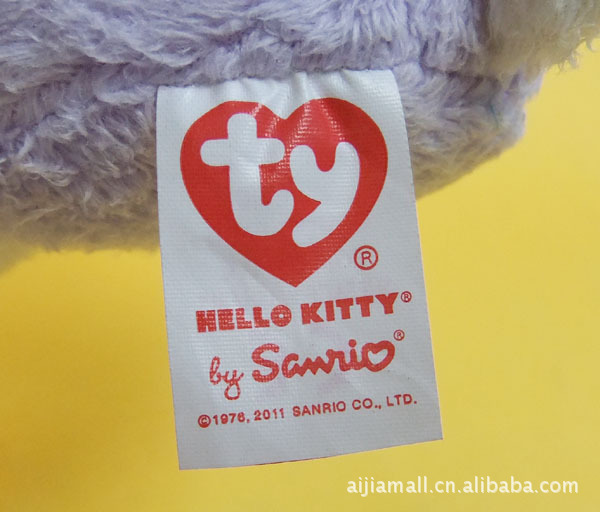 ty®
HELLO KITTY®
by Sanrio®
©1976, 2011 SANRIO CO., LTD.
aijiamall.cn.alibaba.com